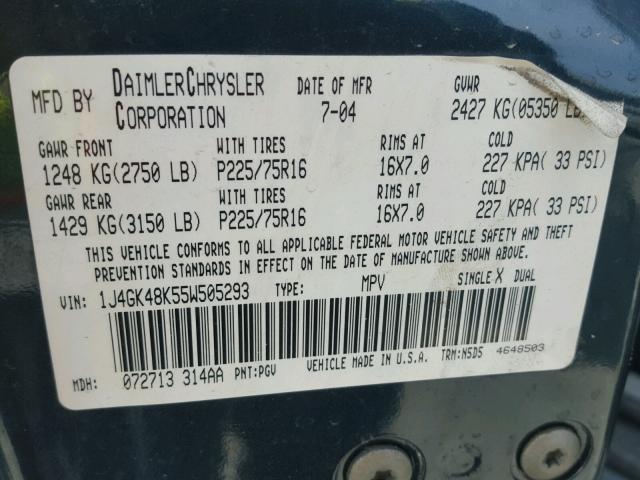 MFD BY DAIMLERCHRYSLER CORPORATION DATE OF MFR 7-04 GVWR 2427 KG(05350 LB)
GAWR FRONT WITH TIRES RIMS AT COLD
1248 KG(2750 LB) P225/75R16 16X7.0 227 KPA( 33 PSI)
GAWR REAR WITH TIRES RIMS AT COLD
1429 KG(3150 LB) P225/75R16 16X7.0 227 KPA( 33 PSI)
THIS VEHICLE CONFORMS TO ALL APPLICABLE FEDERAL MOTOR VEHICLE SAFETY AND THEFT
PREVENTION STANDARDS IN EFFECT ON THE DATE OF MANUFACTURE SHOWN ABOVE.
VIN: 1J4GK48K55W505293 TYPE: MPV SINGLE X DUAL
MDH: 072713 314AA PNT:PGV VEHICLE MADE IN U.S.A. TRM:N5D5 4648503